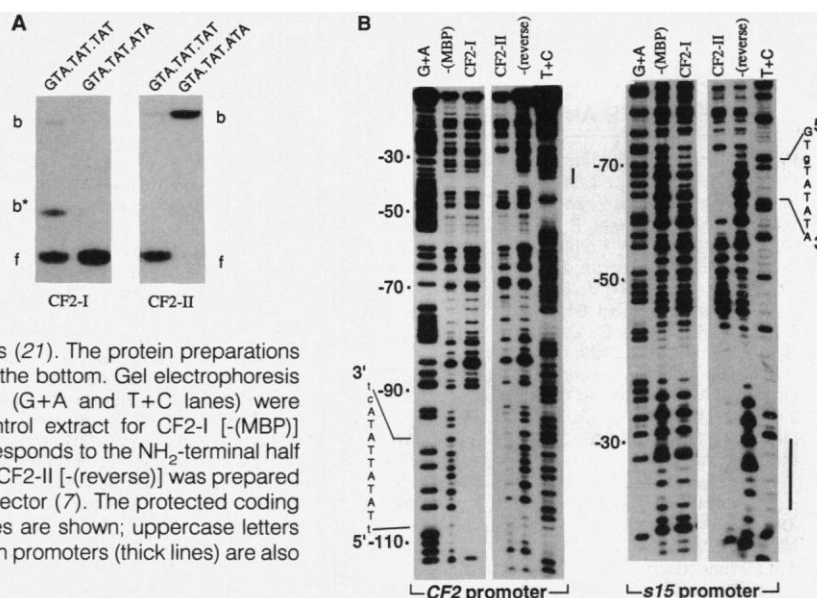 A
GTA.TAT.TAT
GTA.TAT.ATA
GTA.TAT.TAT
GTA.TAT.ATA
b
b
b*
f
f
CF2-I
CF2-II
s (21). The protein preparations
the bottom. Gel electrophoresis
(G+A and T+C lanes) were
ntrol extract for CF2-I [-(MBP)]
responds to the NH2-terminal half
CF2-II [-(reverse)] was prepared
ector (7). The protected coding
es are shown; uppercase letters
n promoters (thick lines) are also
B
G+A
-(MBP)
CF2-I
CF2-II
-(reverse)
T+C
-30
-50
-70
-90
-110
3'
t
c
A
T
A
T
T
A
T
A
T
t
5'
CF2 promoter
G+A
-(MBP)
CF2-I
CF2-II
-(reverse)
T+C
-70
-50
-30
5
G
T
g
T
A
T
A
T
A
3
s15 promoter